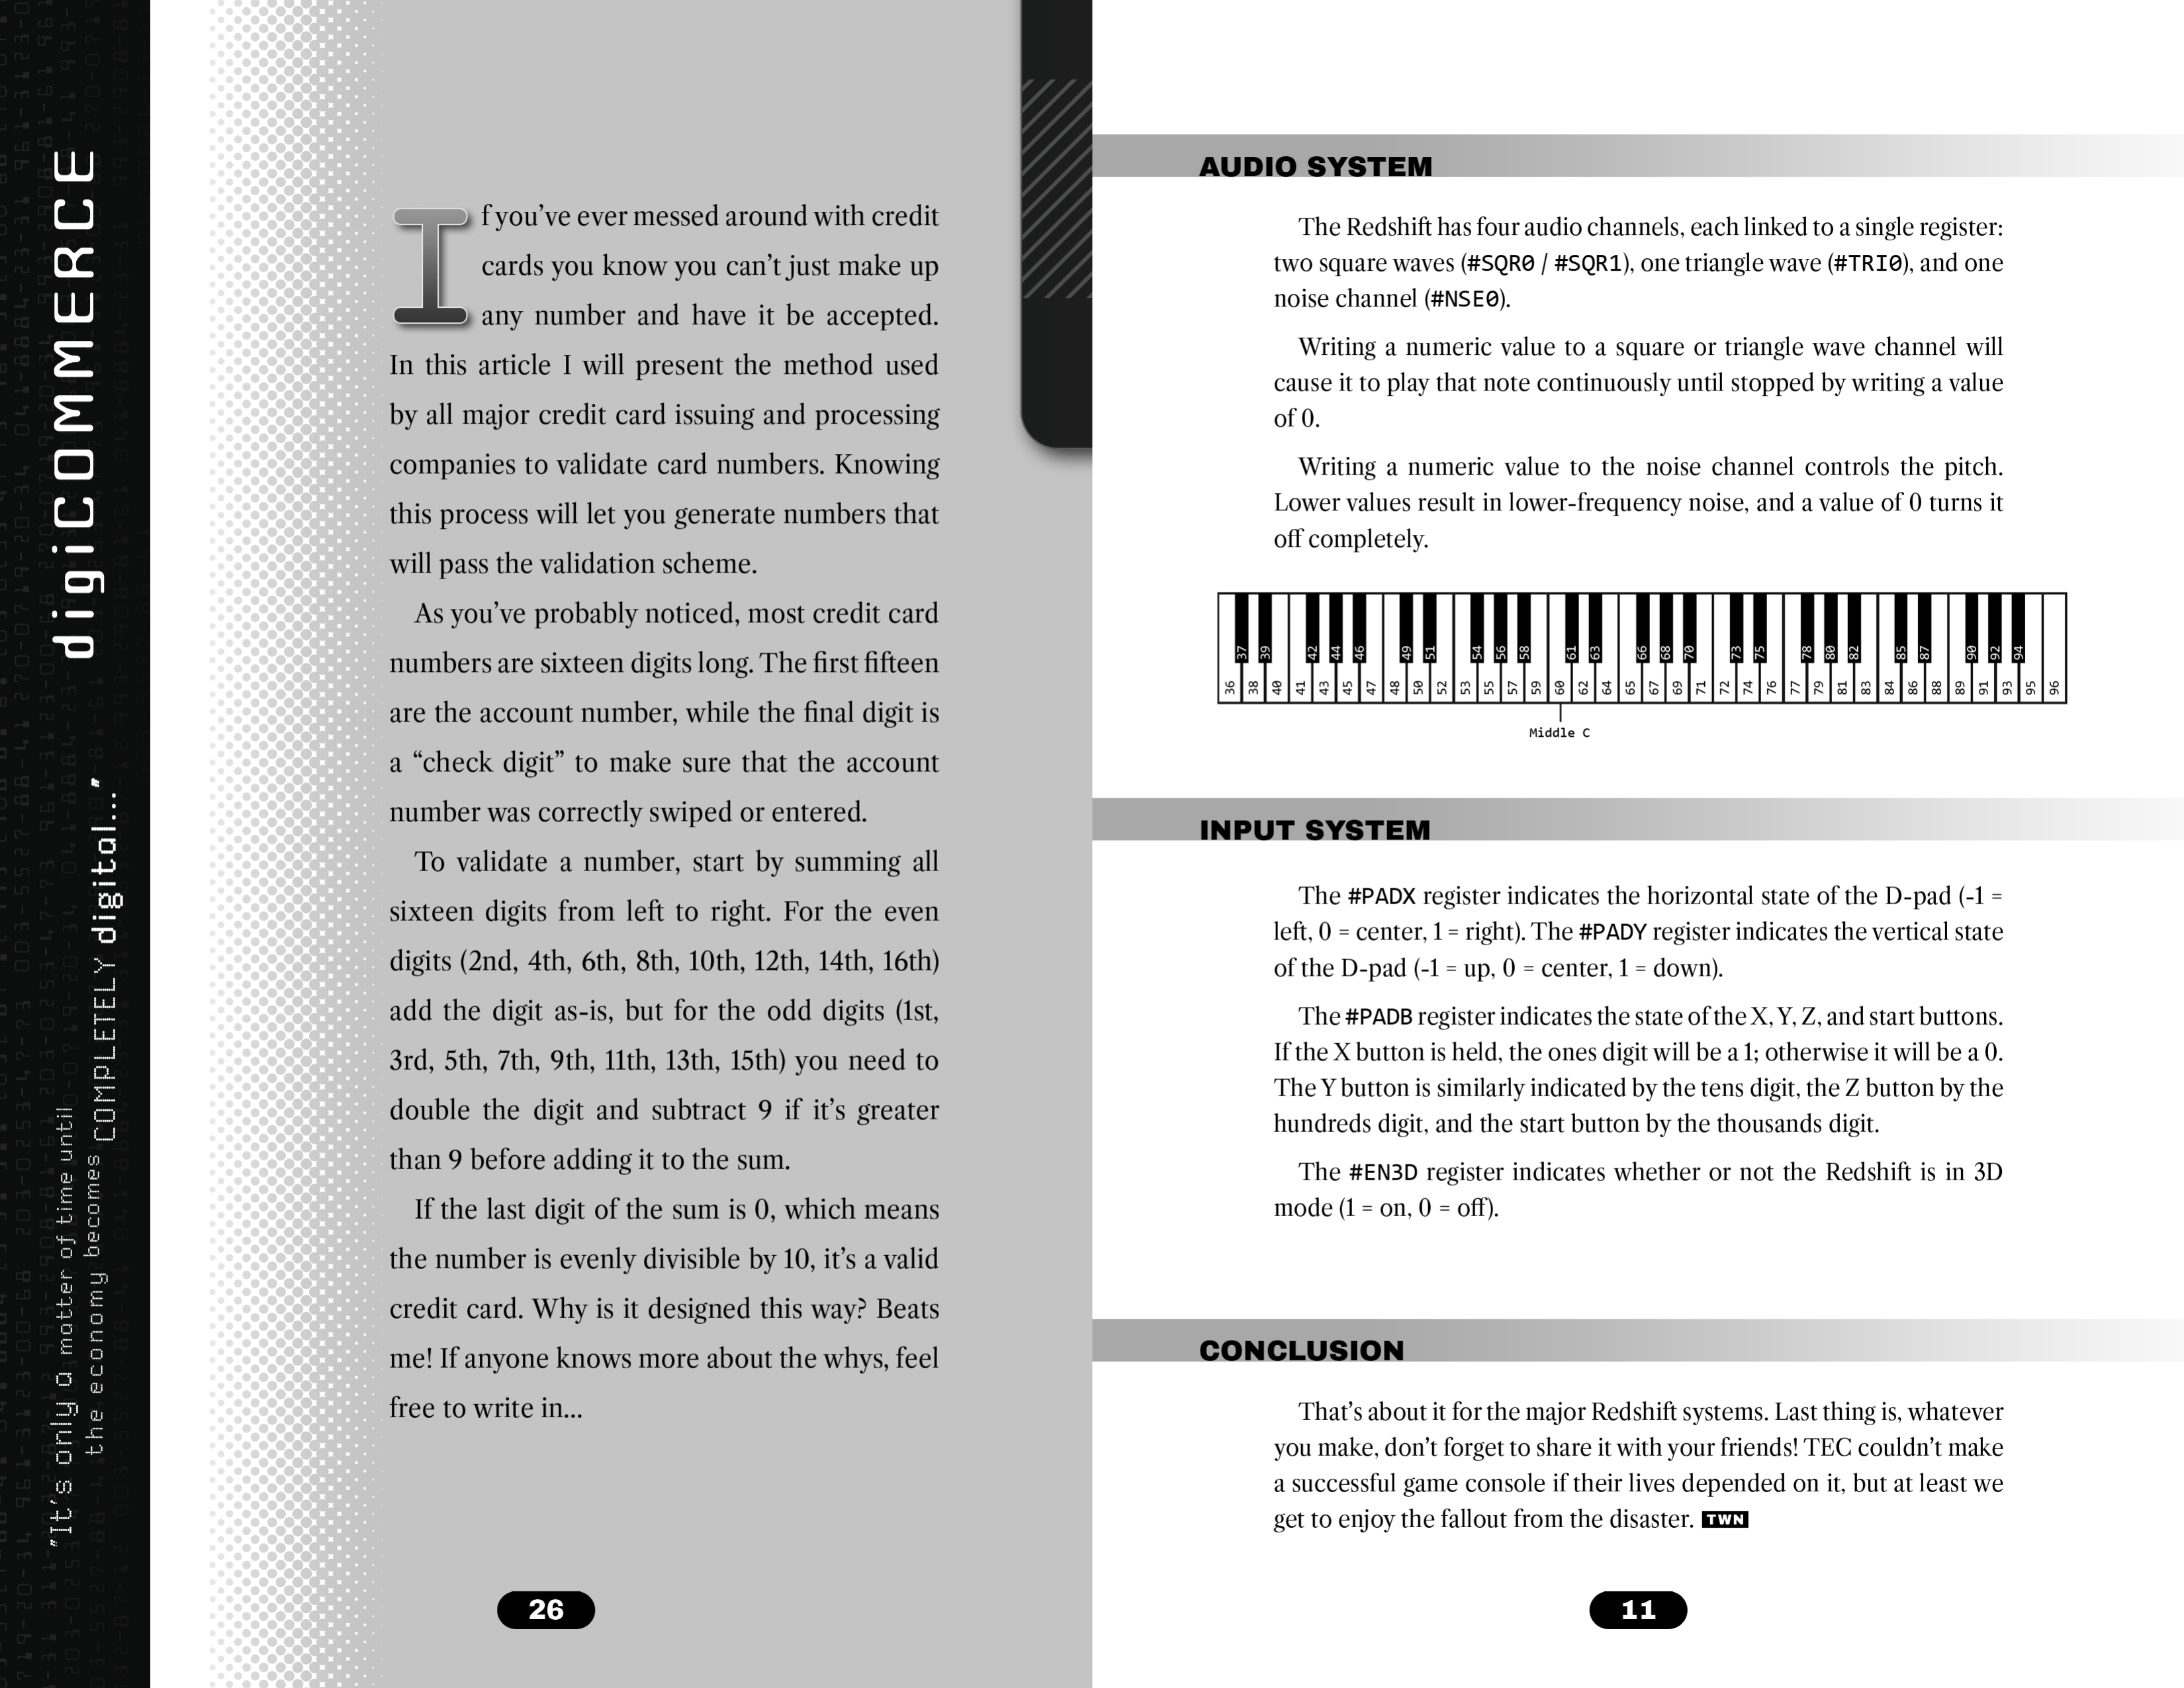 digiCOMMERCE
"It's only a matter of time until
the economy becomes COMPLETELY digital..."
If you've ever messed around with credit
cards you know you can't just make up
any number and have it be accepted.
In this article I will present the method used
by all major credit card issuing and processing
companies to validate card numbers. Knowing
this process will let you generate numbers that
will pass the validation scheme.
As you've probably noticed, most credit card
numbers are sixteen digits long. The first fifteen
are the account number, while the final digit is
a “check digit” to make sure that the account
number was correctly swiped or entered.
To validate a number, start by summing all
sixteen digits from left to right. For the even
digits (2nd, 4th, 6th, 8th, 10th, 12th, 14th, 16th)
add the digit as-is, but for the odd digits (1st,
3rd, 5th, 7th, 9th, 11th, 13th, 15th) you need to
double the digit and subtract 9 if it's greater
than 9 before adding it to the sum.
If the last digit of the sum is 0, which means
the number is evenly divisible by 10, it's a valid
credit card. Why is it designed this way? Beats
me! If anyone knows more about the whys, feel
free to write in...
26
AUDIO SYSTEM
The Redshift has four audio channels, each linked to a single register:
two square waves (#SQR0 / #SQR1), one triangle wave (#TRI0), and one
noise channel (#NSE0).
Writing a numeric value to a square or triangle wave channel will
cause it to play that note continuously until stopped by writing a value
of 0.
Writing a numeric value to the noise channel controls the pitch.
Lower values result in lower-frequency noise, and a value of 0 turns it
off completely.
37 39 42 44 46 49 51 54 56 58 61 63 66 68 70 73 75 78 80 82 85 87 90 92 94
36 38 40 41 43 45 47 48 50 52 53 55 57 59 60 62 64 65 67 69 71 72 74 76 77 79 81 83 84 86 88 89 91 93 95 96
Middle C
INPUT SYSTEM
The #PADX register indicates the horizontal state of the D-pad (-1 =
left, 0 = center, 1 = right). The #PADY register indicates the vertical state
of the D-pad (-1 = up, 0 = center, 1 = down).
The #PADB register indicates the state of the X, Y, Z, and start buttons.
If the X button is held, the ones digit will be a 1; otherwise it will be a 0.
The Y button is similarly indicated by the tens digit, the Z button by the
hundreds digit, and the start button by the thousands digit.
The #EN3D register indicates whether or not the Redshift is in 3D
mode (1 = on, 0 = off).
CONCLUSION
That's about it for the major Redshift systems. Last thing is, whatever
you make, don't forget to share it with your friends! TEC couldn't make
a successful game console if their lives depended on it, but at least we
get to enjoy the fallout from the disaster. TWN
11